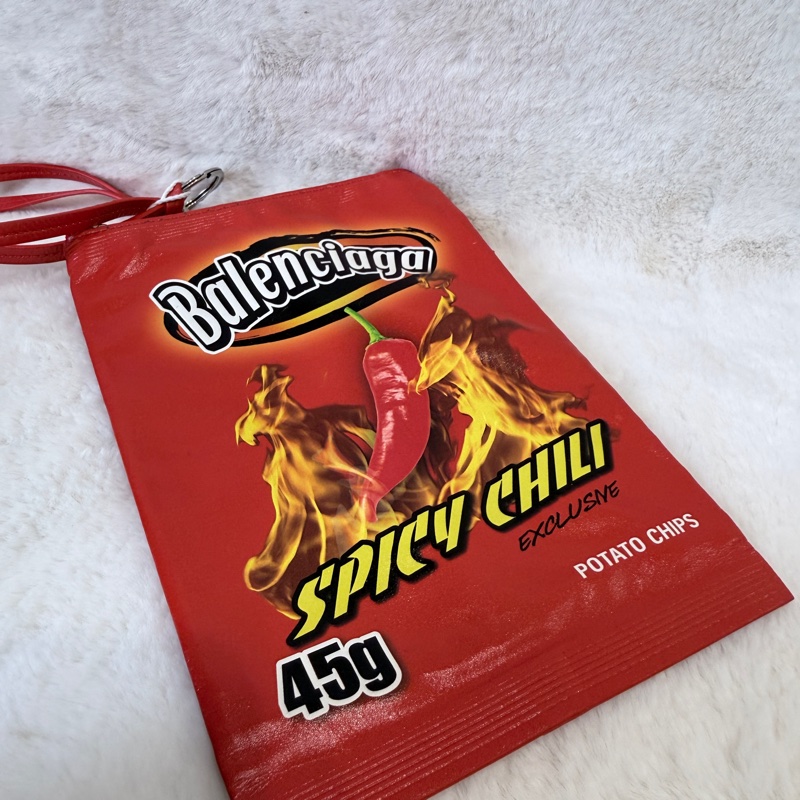 Balenciaga
SPICY CHILI
EXCLUSIVE
POTATO CHIPS
45g